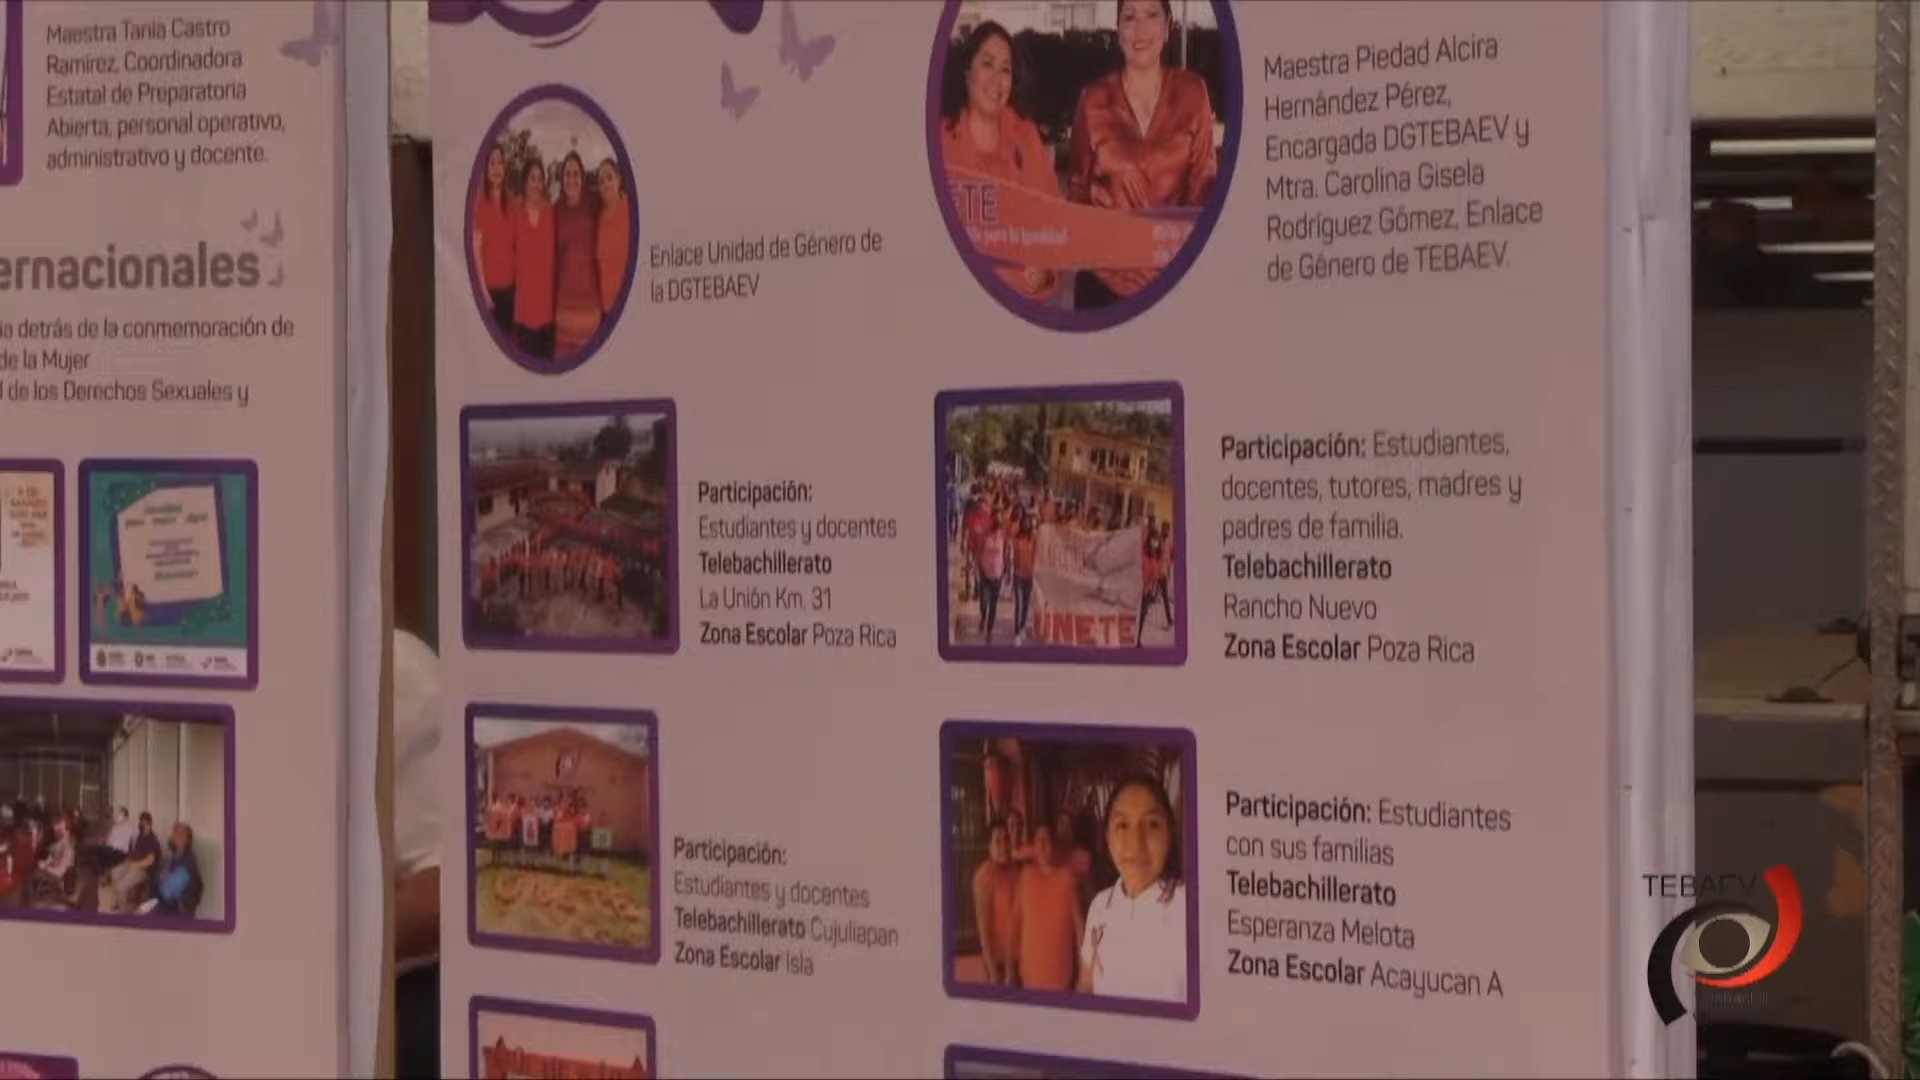 Maestra Tania Castro
Ramirez, Coordinadora
Estatal de Preparatoria
Abierta, personal operativo,
administrativo y docente.
ernacionales
ia detrás de la conmemoración de
de la Mujer
l de los Derechos Sexuales y
Enlace Unidad de Género de
la DGTEBAEV
ETE
Maestra Piedad Alcira
Hernández Pérez,
Encargada DGTEBAEV y
Mtra. Carolina Gisela
Rodríguez Gómez, Enlace
de Género de TEBAEV.
Participación:
Estudiantes y docentes
Telebachillerato
La Unión Km. 31
Zona Escolar Poza Rica
UNETE
Participación: Estudiantes,
docentes, tutores, madres y
padres de familia.
Telebachillerato
Rancho Nuevo
Zona Escolar Poza Rica
Participación:
Estudiantes y docentes
Telebachillerato Cujuliapan
Zona Escolar Isla
Participación: Estudiantes
con sus familias
Telebachillerato
Esperanza Melota
Zona Escolar Acayucan A
TEBAEV